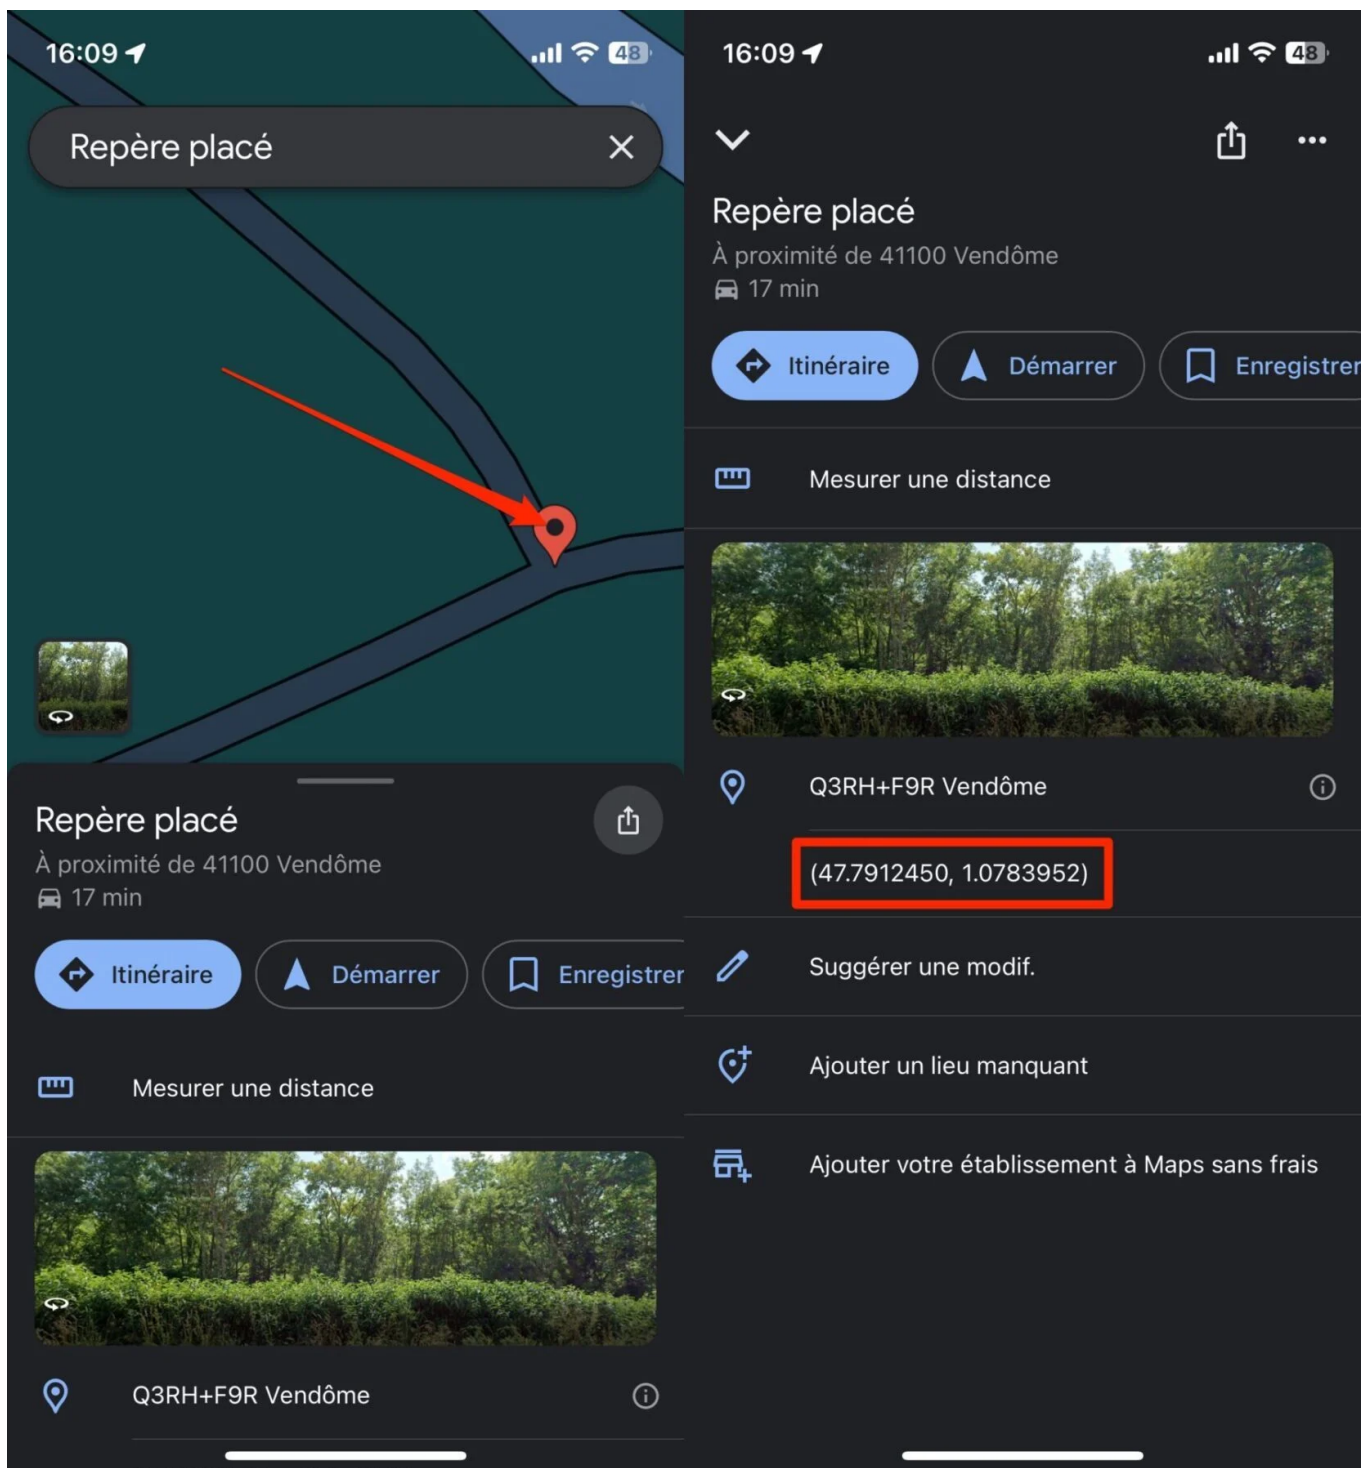 16:09
48
Repère placé
Repère placé
À proximité de 41100 Vendôme
17 min
Itinéraire
Démarrer
Enregistrer
Mesurer une distance
Q3RH+F9R Vendôme
16:09
48
Repère placé
À proximité de 41100 Vendôme
17 min
Itinéraire
Démarrer
Enregistrer
Mesurer une distance
Q3RH+F9R Vendôme
(47.7912450, 1.0783952)
Suggérer une modif.
Ajouter un lieu manquant
Ajouter votre établissement à Maps sans frais